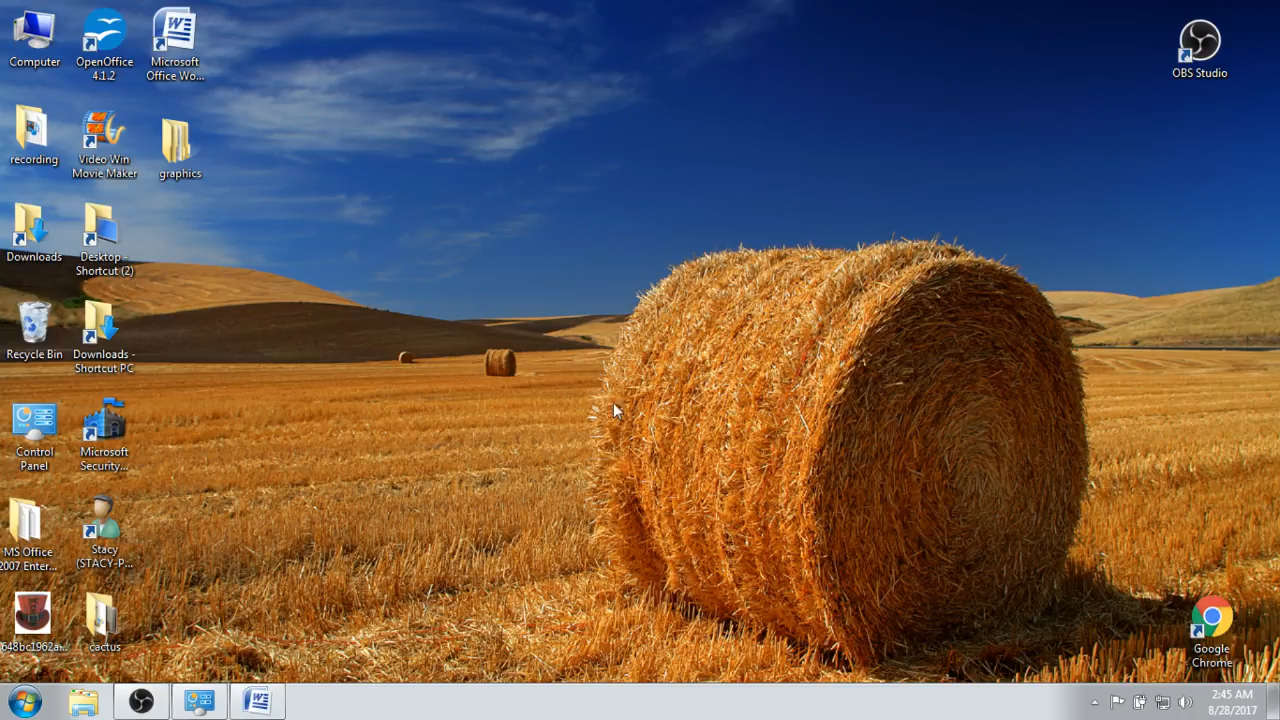 Computer
OpenOffice
4.1.2
Microsoft
Office Wo...
OBS Studio
recording
Video Win
Movie Maker
graphics
Downloads
Desktop -
Shortcut (2)
Recycle Bin
Downloads -
Shortcut PC
Control
Panel
Microsoft
Security...
MS Office
2007 Enter...
Stacy
(STACY-P...
648bc1962a...
cactus
Google
Chrome
2:45 AM
8/28/2017